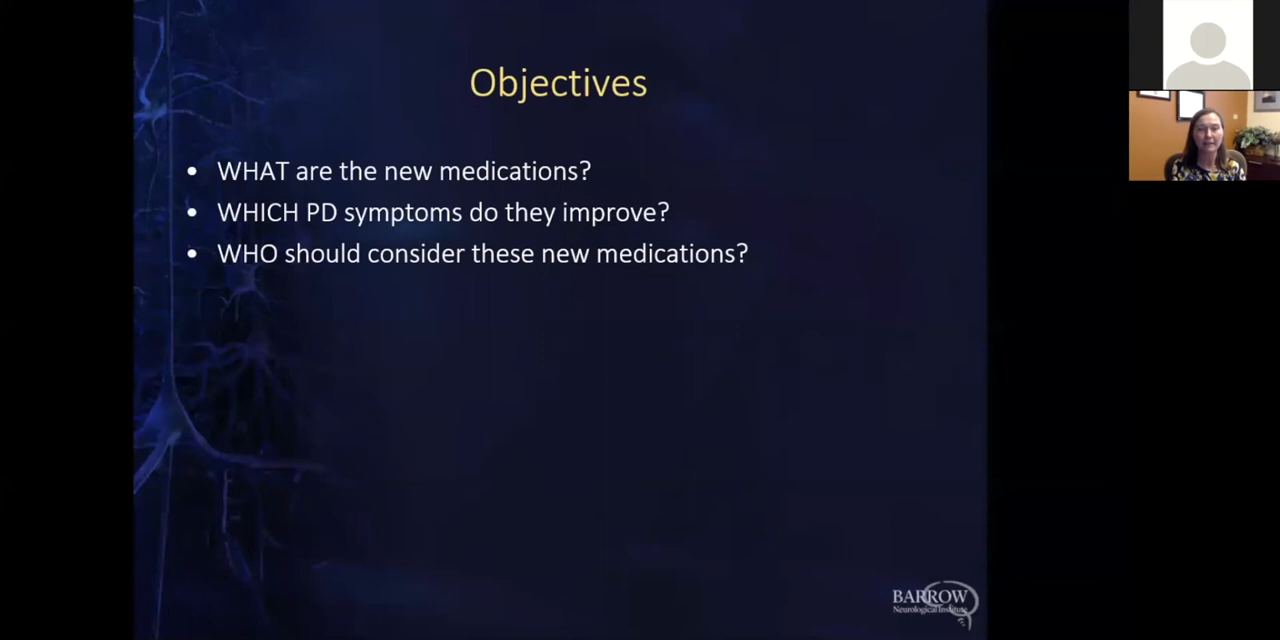 Objectives
• WHAT are the new medications?
• WHICH PD symptoms do they improve?
• WHO should consider these new medications?
BARROW
Neurological Institute